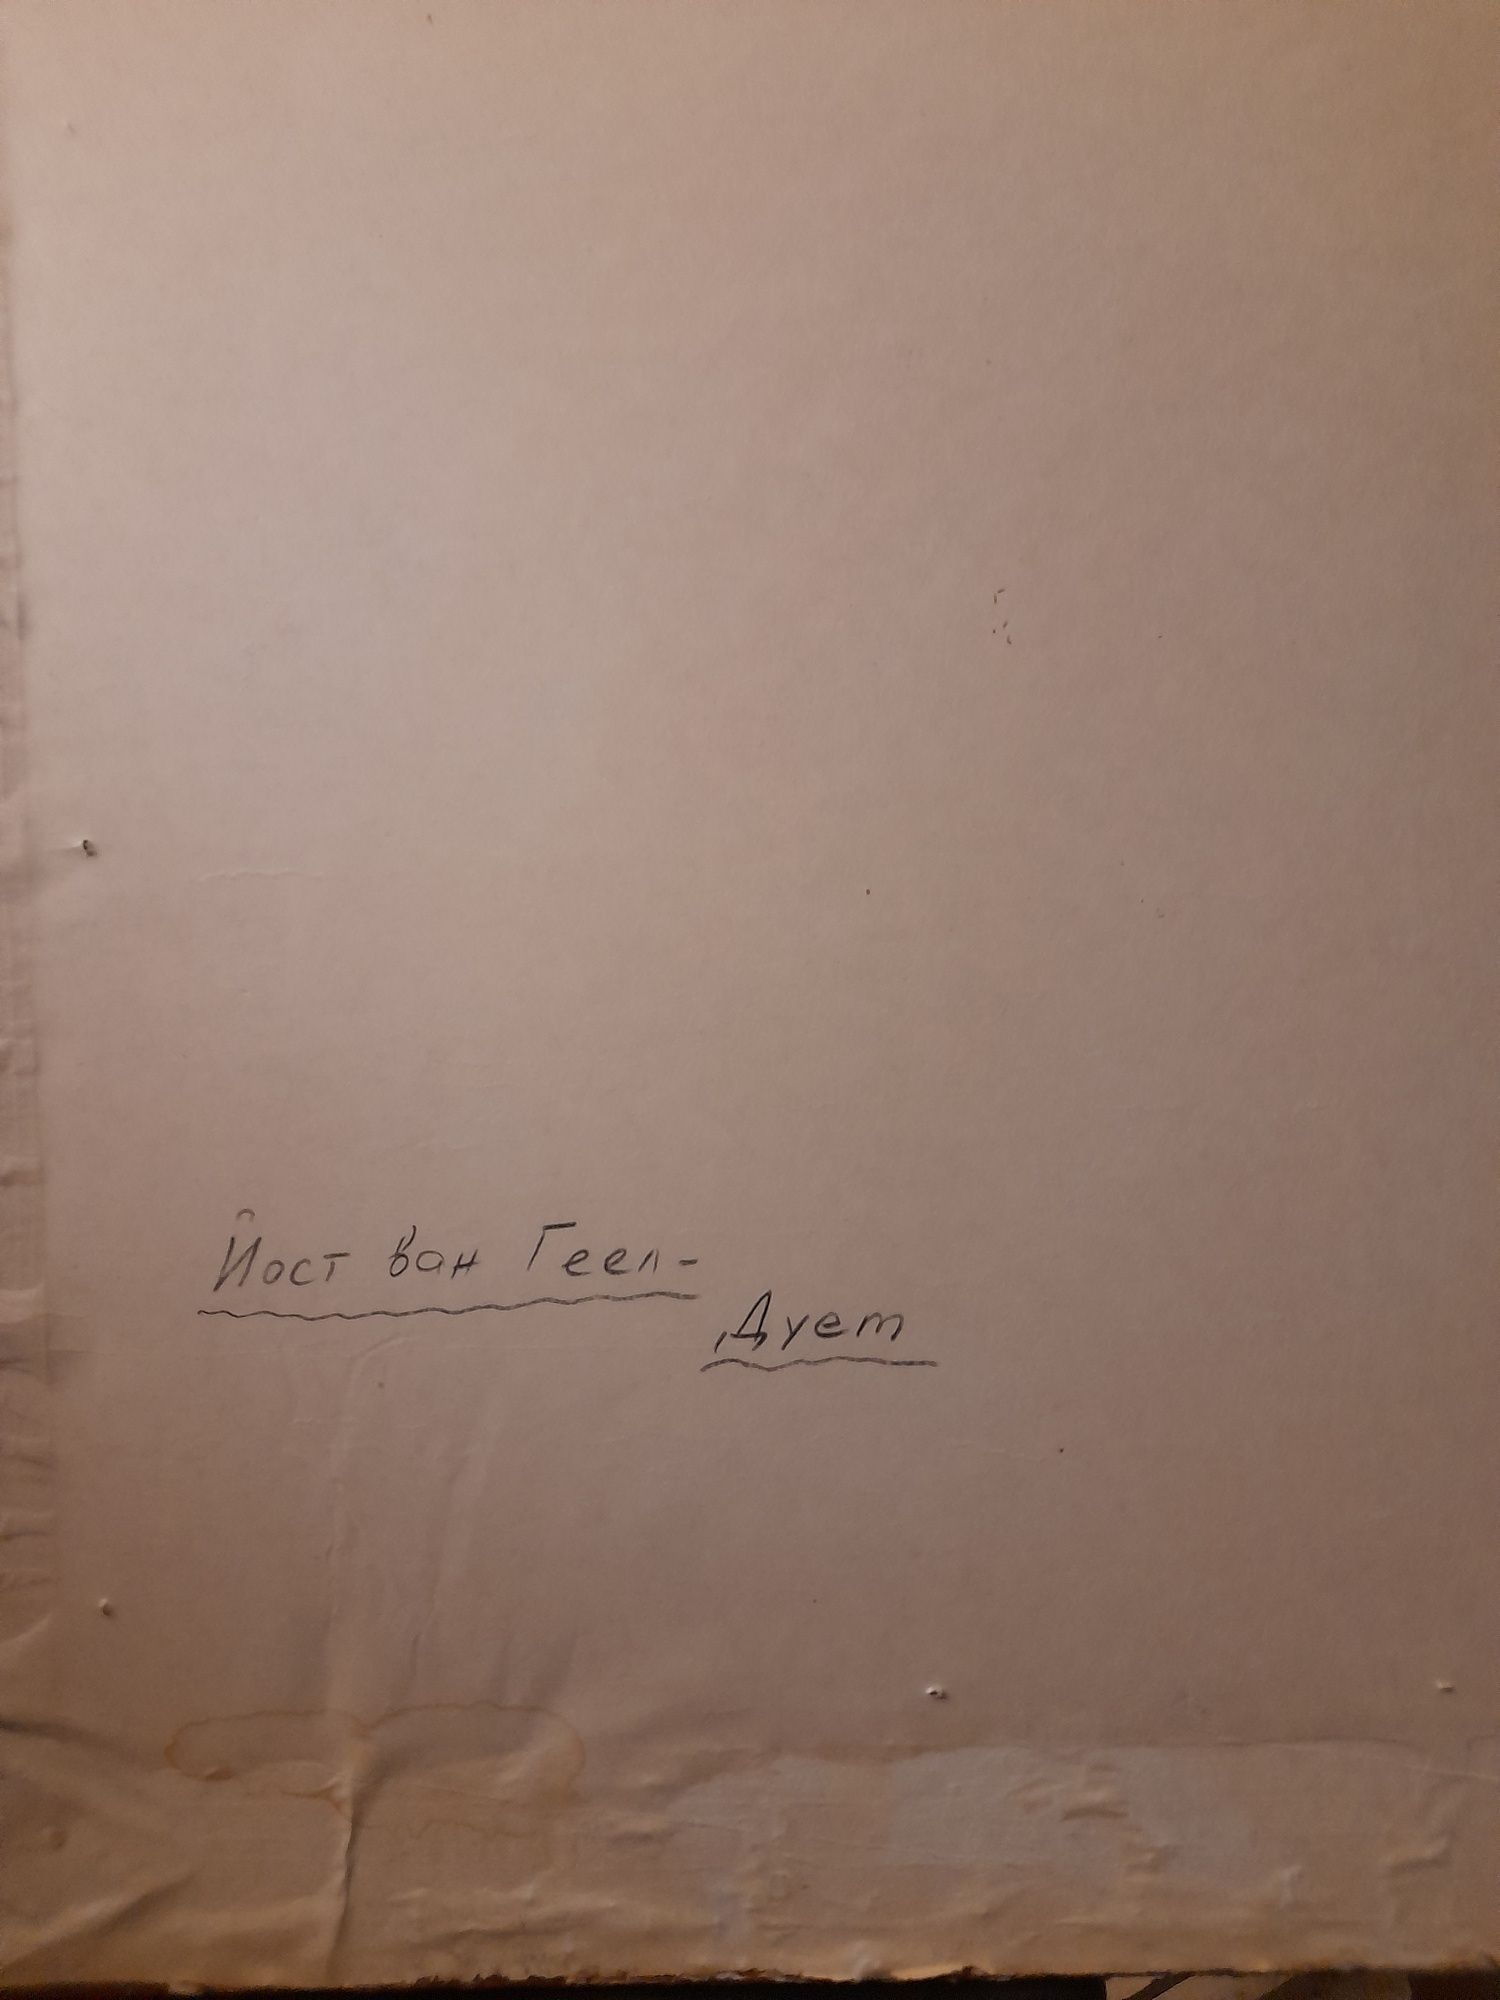 Йост ван Геел-
Дует